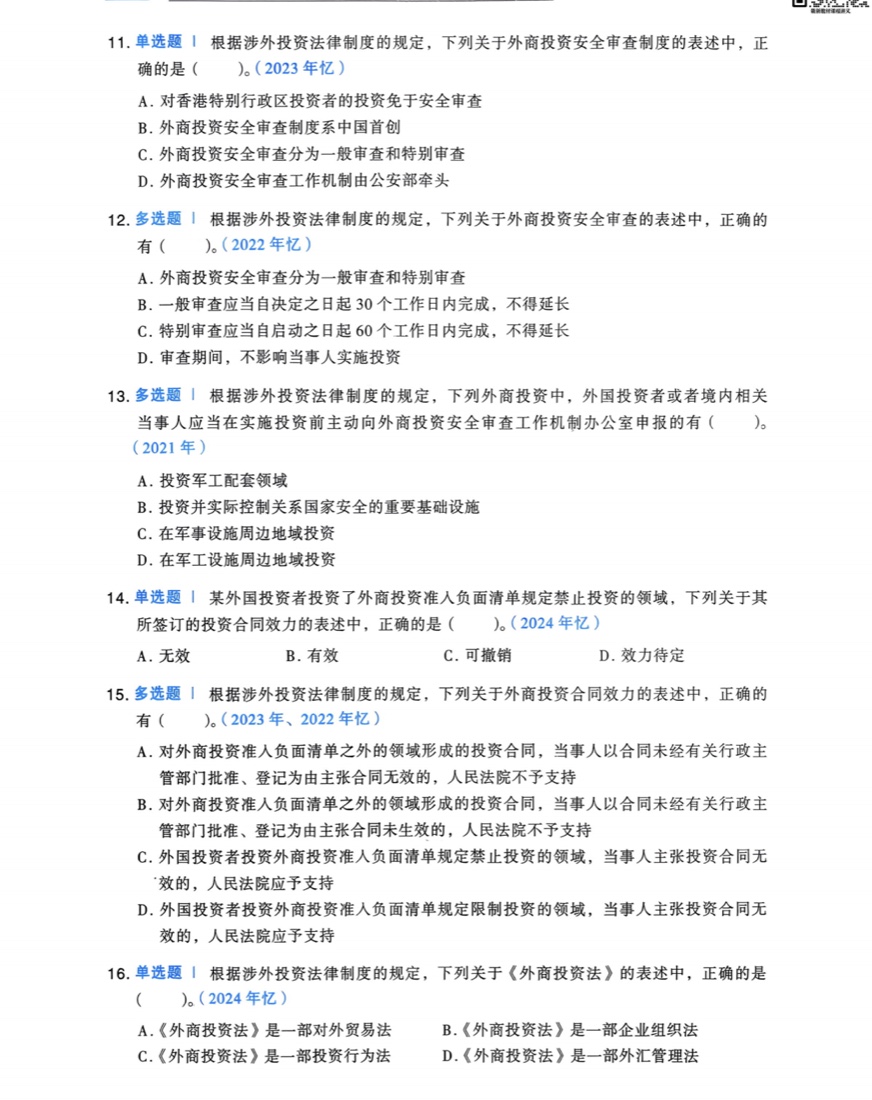 11. 单选题 | 根据涉外投资法律制度的规定，下列关于外商投资安全审查制度的表述中，正
确的是（　　）。（2023 年忆）
A. 对香港特别行政区投资者的投资免于安全审查
B. 外商投资安全审查制度系中国首创
C. 外商投资安全审查分为一般审查和特别审查
D. 外商投资安全审查工作机制由公安部牵头
12. 多选题 | 根据涉外投资法律制度的规定，下列关于外商投资安全审查的表述中，正确的
有（　　）。（2022 年忆）
A. 外商投资安全审查分为一般审查和特别审查
B. 一般审查应当自决定之日起 30 个工作日内完成，不得延长
C. 特别审查应当自启动之日起 60 个工作日内完成，不得延长
D. 审查期间，不影响当事人实施投资
13. 多选题 | 根据涉外投资法律制度的规定，下列外商投资中，外国投资者或者境内相关
当事人应当在实施投资前主动向外商投资安全审查工作机制办公室申报的有（　　）。
（2021 年）
A. 投资军工配套领域
B. 投资并实际控制关系国家安全的重要基础设施
C. 在军事设施周边地域投资
D. 在军工设施周边地域投资
14. 单选题 | 某外国投资者投资了外商投资准入负面清单规定禁止投资的领域，下列关于其
所签订的投资合同效力的表述中，正确的是（　　）。（2024 年忆）
A. 无效　　B. 有效　　C. 可撤销　　D. 效力待定
15. 多选题 | 根据涉外投资法律制度的规定，下列关于外商投资合同效力的表述中，正确的
有（　　）。（2023 年、2022 年忆）
A. 对外商投资准入负面清单之外的领域形成的投资合同，当事人以合同未经有关行政主
管部门批准、登记为由主张合同无效的，人民法院不予支持
B. 对外商投资准入负面清单之外的领域形成的投资合同，当事人以合同未经有关行政主
管部门批准、登记为由主张合同未生效的，人民法院不予支持
C. 外国投资者投资外商投资准入负面清单规定禁止投资的领域，当事人主张投资合同无
效的，人民法院应予支持
D. 外国投资者投资外商投资准入负面清单规定限制投资的领域，当事人主张投资合同无
效的，人民法院应予支持
16. 单选题 | 根据涉外投资法律制度的规定，下列关于《外商投资法》的表述中，正确的是
（　　）。（2024 年忆）
A.《外商投资法》是一部对外贸易法　　B.《外商投资法》是一部企业组织法
C.《外商投资法》是一部投资行为法　　D.《外商投资法》是一部外汇管理法